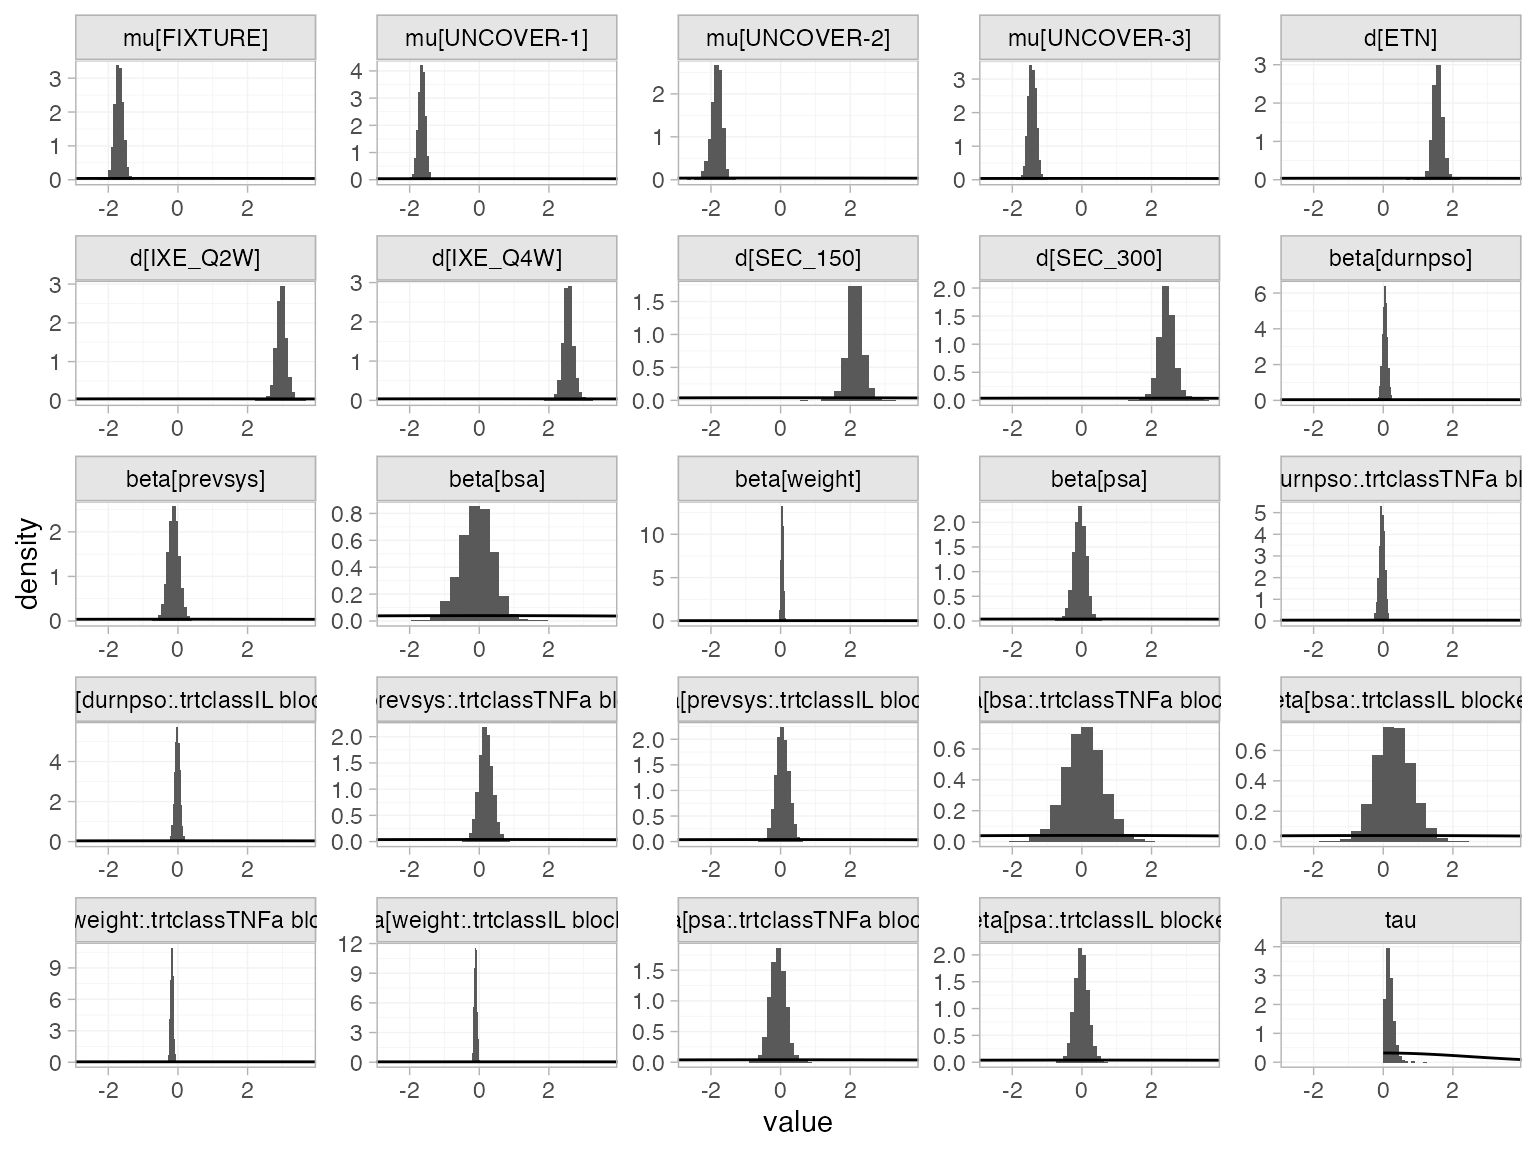 mu[FIXTURE] mu[UNCOVER-1] mu[UNCOVER-2] mu[UNCOVER-3] d[ETN]
3 2 1 0
4 3 2 1 0
2 1 0
3 2 1 0
3 2 1 0
-2 0 2 -2 0 2 -2 0 2 -2 0 2 -2 0 2
d[IXE_Q2W] d[IXE_Q4W] d[SEC_150] d[SEC_300] beta[durnpso]
3 2 1 0
3 2 1 0
1.5 1.0 0.5 0.0
2.0 1.5 1.0 0.5 0.0
6 4 2 0
-2 0 2 -2 0 2 -2 0 2 -2 0 2 -2 0 2
beta[prevsys] beta[bsa] beta[weight] beta[psa] urnpso:.trtclassTNFa bl
2 1 0
0.8 0.6 0.4 0.2 0.0
10 5 0
2.0 1.5 1.0 0.5 0.0
5 4 3 2 1 0
-2 0 2 -2 0 2 -2 0 2 -2 0 2 -2 0 2
density
[durnpso:.trtclassIL bloc prevsys:.trtclassTNFa bl a[prevsys:.trtclassIL bloc a[bsa:.trtclassTNFa bloc eta[bsa:.trtclassIL blocke
4 2 0
2.0 1.5 1.0 0.5 0.0
2.0 1.5 1.0 0.5 0.0
0.6 0.4 0.2 0.0
0.6 0.4 0.2 0.0
-2 0 2 -2 0 2 -2 0 2 -2 0 2 -2 0 2
weight:.trtclassTNFa blo a[weight:.trtclassIL block a[psa:.trtclassTNFa bloc eta[psa:.trtclassIL blocke tau
9 6 3 0
12 9 6 3 0
1.5 1.0 0.5 0.0
2.0 1.5 1.0 0.5 0.0
4 3 2 1 0
-2 0 2 -2 0 2 -2 0 2 -2 0 2 -2 0 2
value